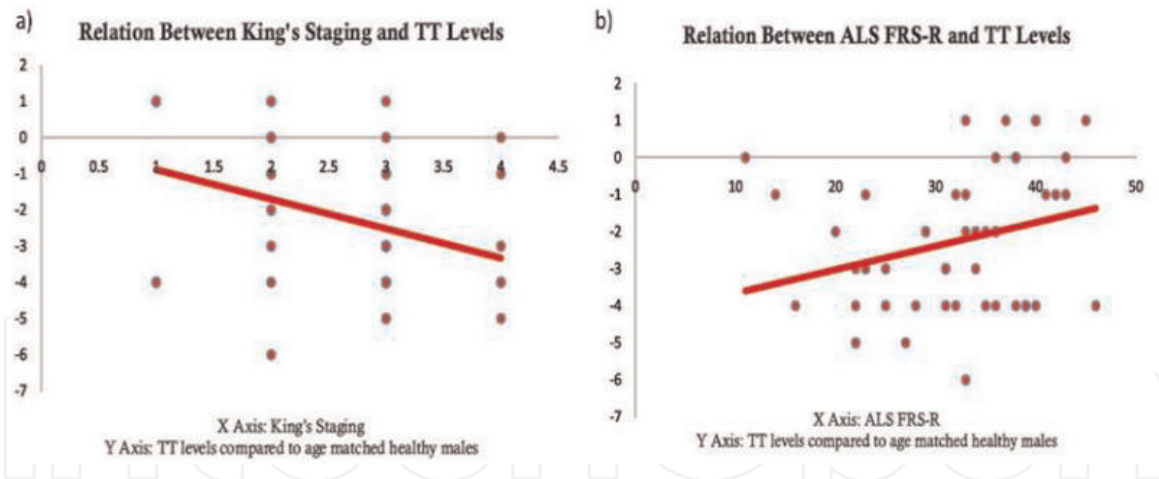 a)
Relation Between King's Staging and TT Levels
2
1
0
-1
-2
-3
-4
-5
-6
-7
0 0.5 1 1.5 2 2.5 3 3.5 4 4.5
X Axis: King's Staging
Y Axis: TT levels compared to age matched healthy males
b)
Relation Between ALS FRS-R and TT Levels
2
1
0
-1
-2
-3
-4
-5
-6
-7
0 10 20 30 40 50
X Axis: ALS FRS-R
Y Axis: TT levels compared to age matched healthy males